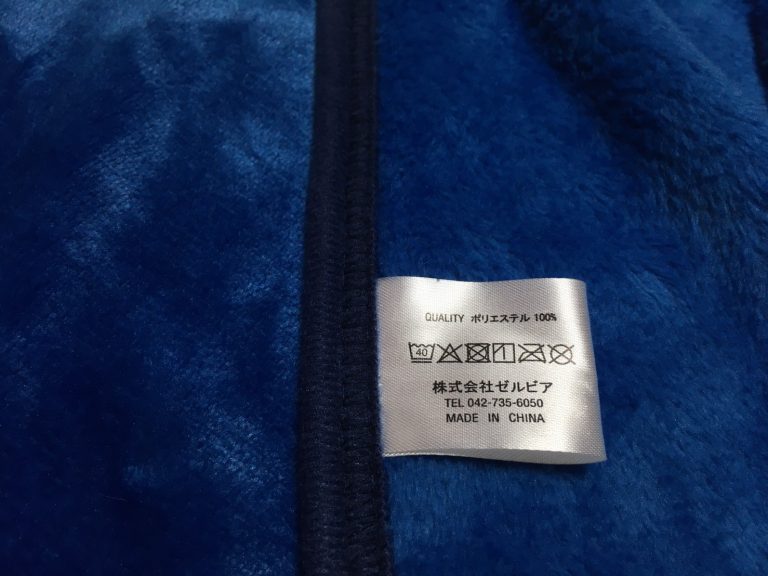 QUALITY ポリエステル 100%
40
株式会社ゼルビア
TEL 042-735-6050
MADE IN CHINA